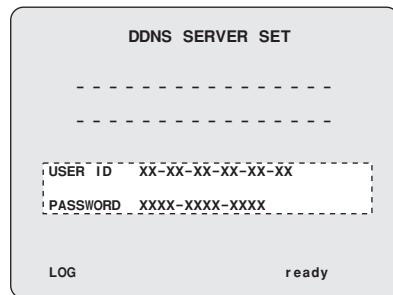 DDNS SERVER SET
- - - - - - - - - - - - - - - -
- - - - - - - - - - - - - - - -
USER ID XX-XX-XX-XX-XX-XX
PASSWORD XXXX-XXXX-XXXX
LOG ready